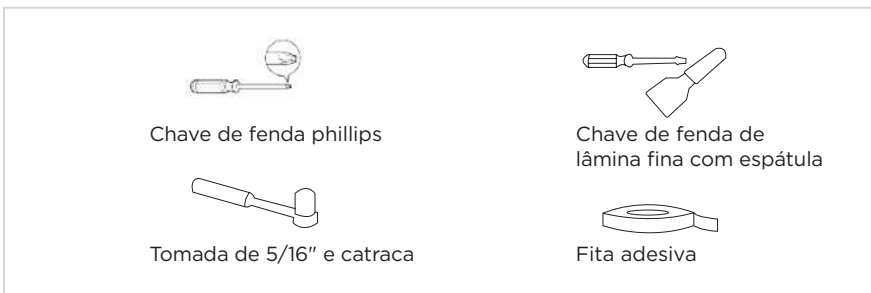 Chave de fenda phillips
Chave de fenda de
lâmina fina com espátula
Tomada de 5/16" e catraca
Fita adesiva